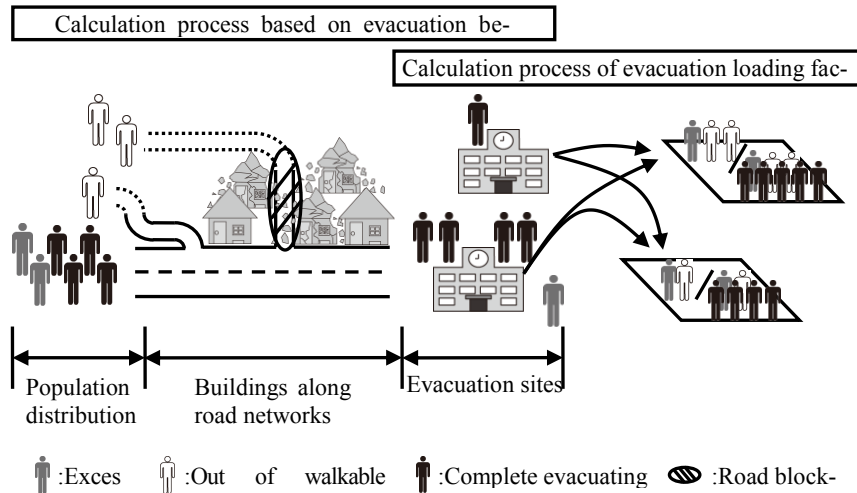 Calculation process based on evacuation be-
Calculation process of evacuation loading fac-
Population
distribution
Buildings along
road networks
Evacuation sites
:Exces
:Out of walkable
:Complete evacuating
:Road block-